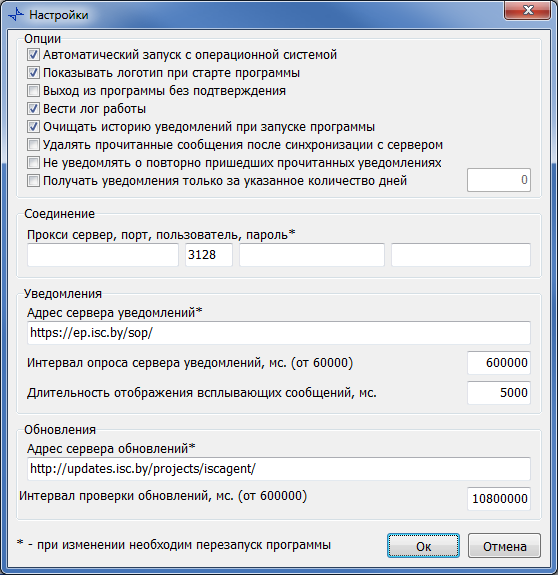 Настройки
Опции
Автоматический запуск с операционной системой
Показывать логотип при старте программы
Выход из программы без подтверждения
Вести лог работы
Очищать историю уведомлений при запуске программы
Удалять прочитанные сообщения после синхронизации с сервером
Не уведомлять о повторно пришедших прочитанных уведомлениях
Получать уведомления только за указанное количество дней 0
Соединение
Прокси сервер, порт, пользователь, пароль*
3128
Уведомления
Адрес сервера уведомлений*
https://ep.isc.by/sop/
Интервал опроса сервера уведомлений, мс. (от 60000) 600000
Длительность отображения всплывающих сообщений, мс. 5000
Обновления
Адрес сервера обновлений*
http://updates.isc.by/projects/iscagent/
Интервал проверки обновлений, мс. (от 600000) 10800000
* - при изменении необходим перезапуск программы Ок Отмена